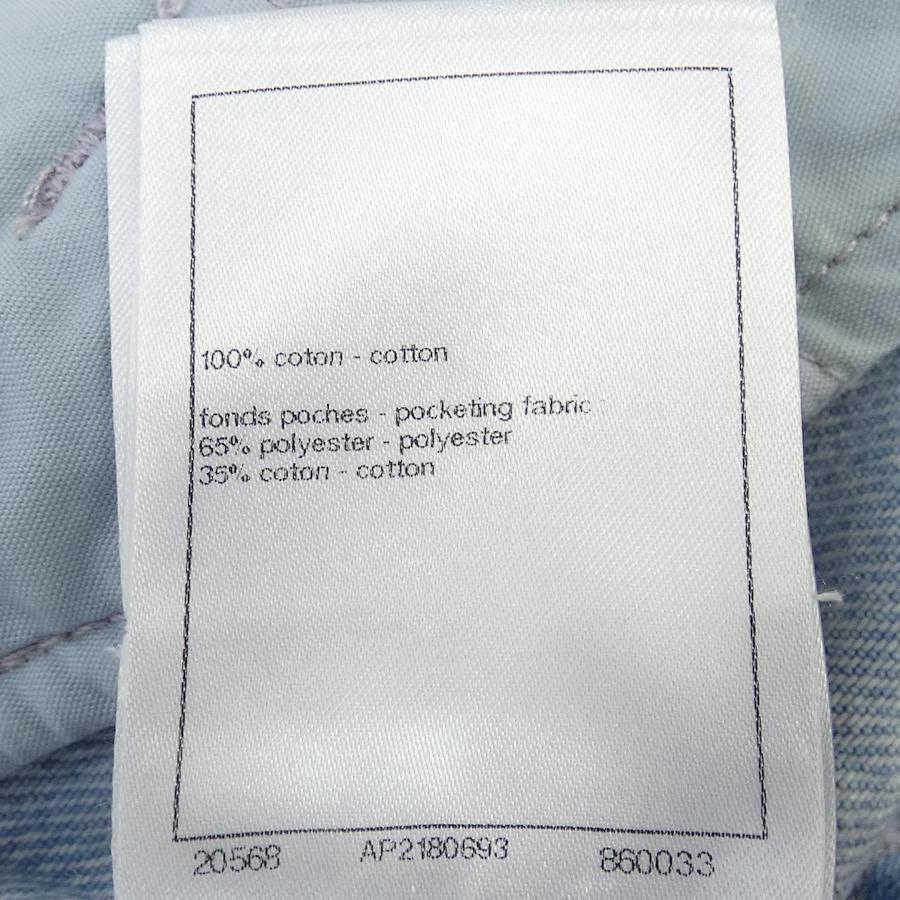 100% coton - cotton
fonds poches - pocketing fabric :
65% polyester - polyester
35% coton - cotton
20568 AP2180693 860033